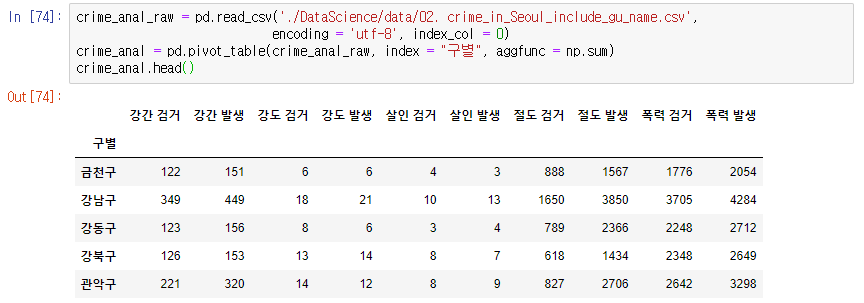 In [74]: crime_anal_raw = pd.read_csv('./DataScience/data/02. crime_in_Seoul_include_gu_name.csv',
encoding = 'utf-8', index_col = 0)
crime_anal = pd.pivot_table(crime_anal_raw, index = "구별", aggfunc = np.sum)
crime_anal.head()
Out[74]:
강간 검거 강간 발생 강도 검거 강도 발생 살인 검거 살인 발생 절도 검거 절도 발생 폭력 검거 폭력 발생
구별
금천구 122 151 6 6 4 3 888 1567 1776 2054
강남구 349 449 18 21 10 13 1650 3850 3705 4284
강동구 123 156 8 6 3 4 789 2366 2248 2712
강북구 126 153 13 14 8 7 618 1434 2348 2649
관악구 221 320 14 12 8 9 827 2706 2642 3298